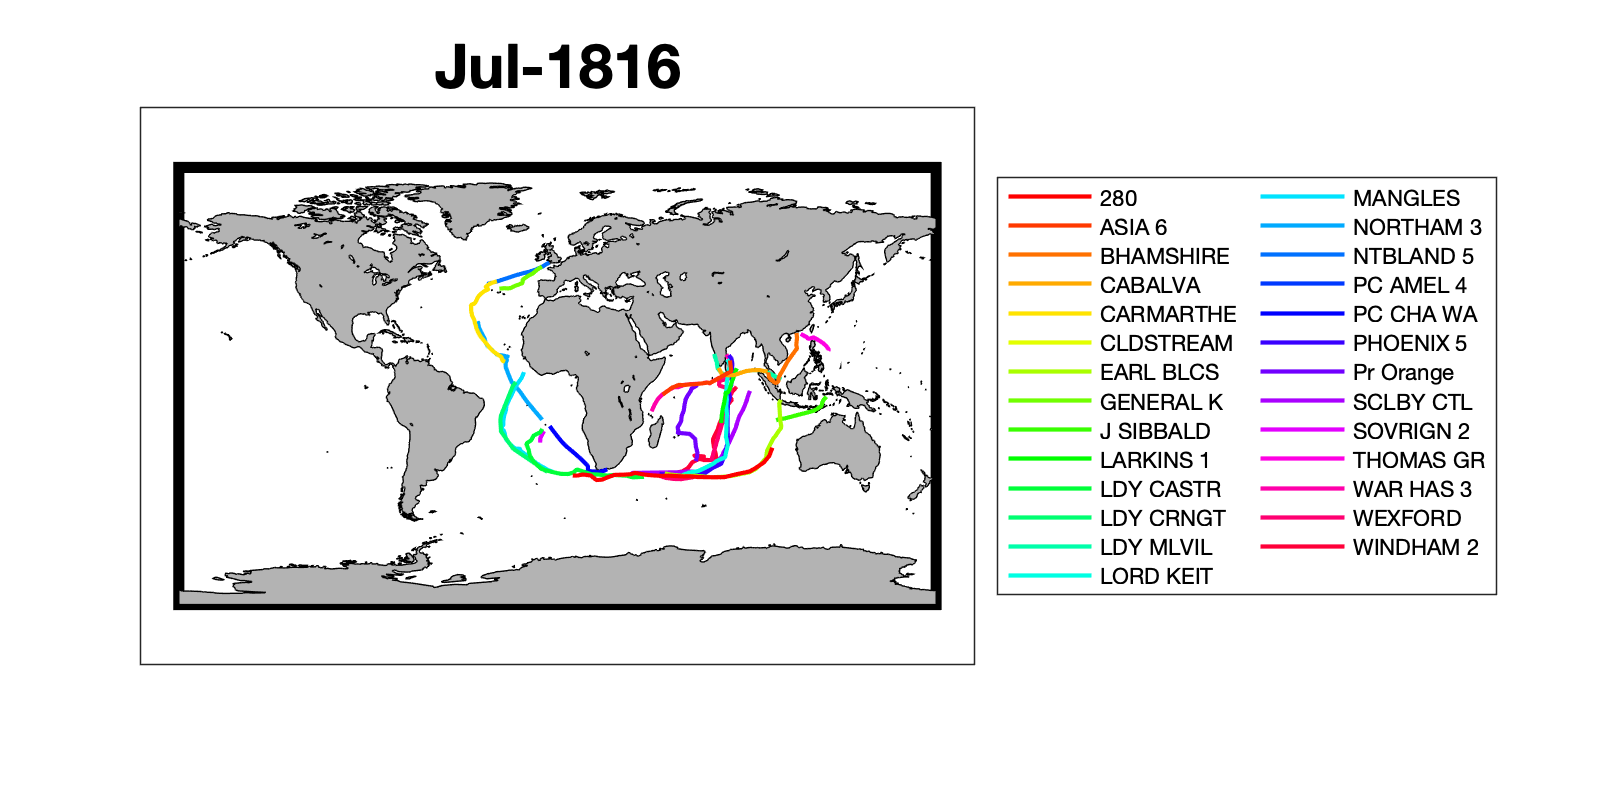 Jul-1816
280
ASIA 6
BHAMSHIRE
CABALVA
CARMARTHE
CLDSTREAM
EARL BLCS
GENERAL K
J SIBBALD
LARKINS 1
LDY CASTR
LDY CRNGT
LDY MLVIL
LORD KEIT
MANGLES
NORTHAM 3
NTBLAND 5
PC AMEL 4
PC CHA WA
PHOENIX 5
Pr Orange
SCLBY CTL
SOVRIGN 2
THOMAS GR
WAR HAS 3
WEXFORD
WINDHAM 2